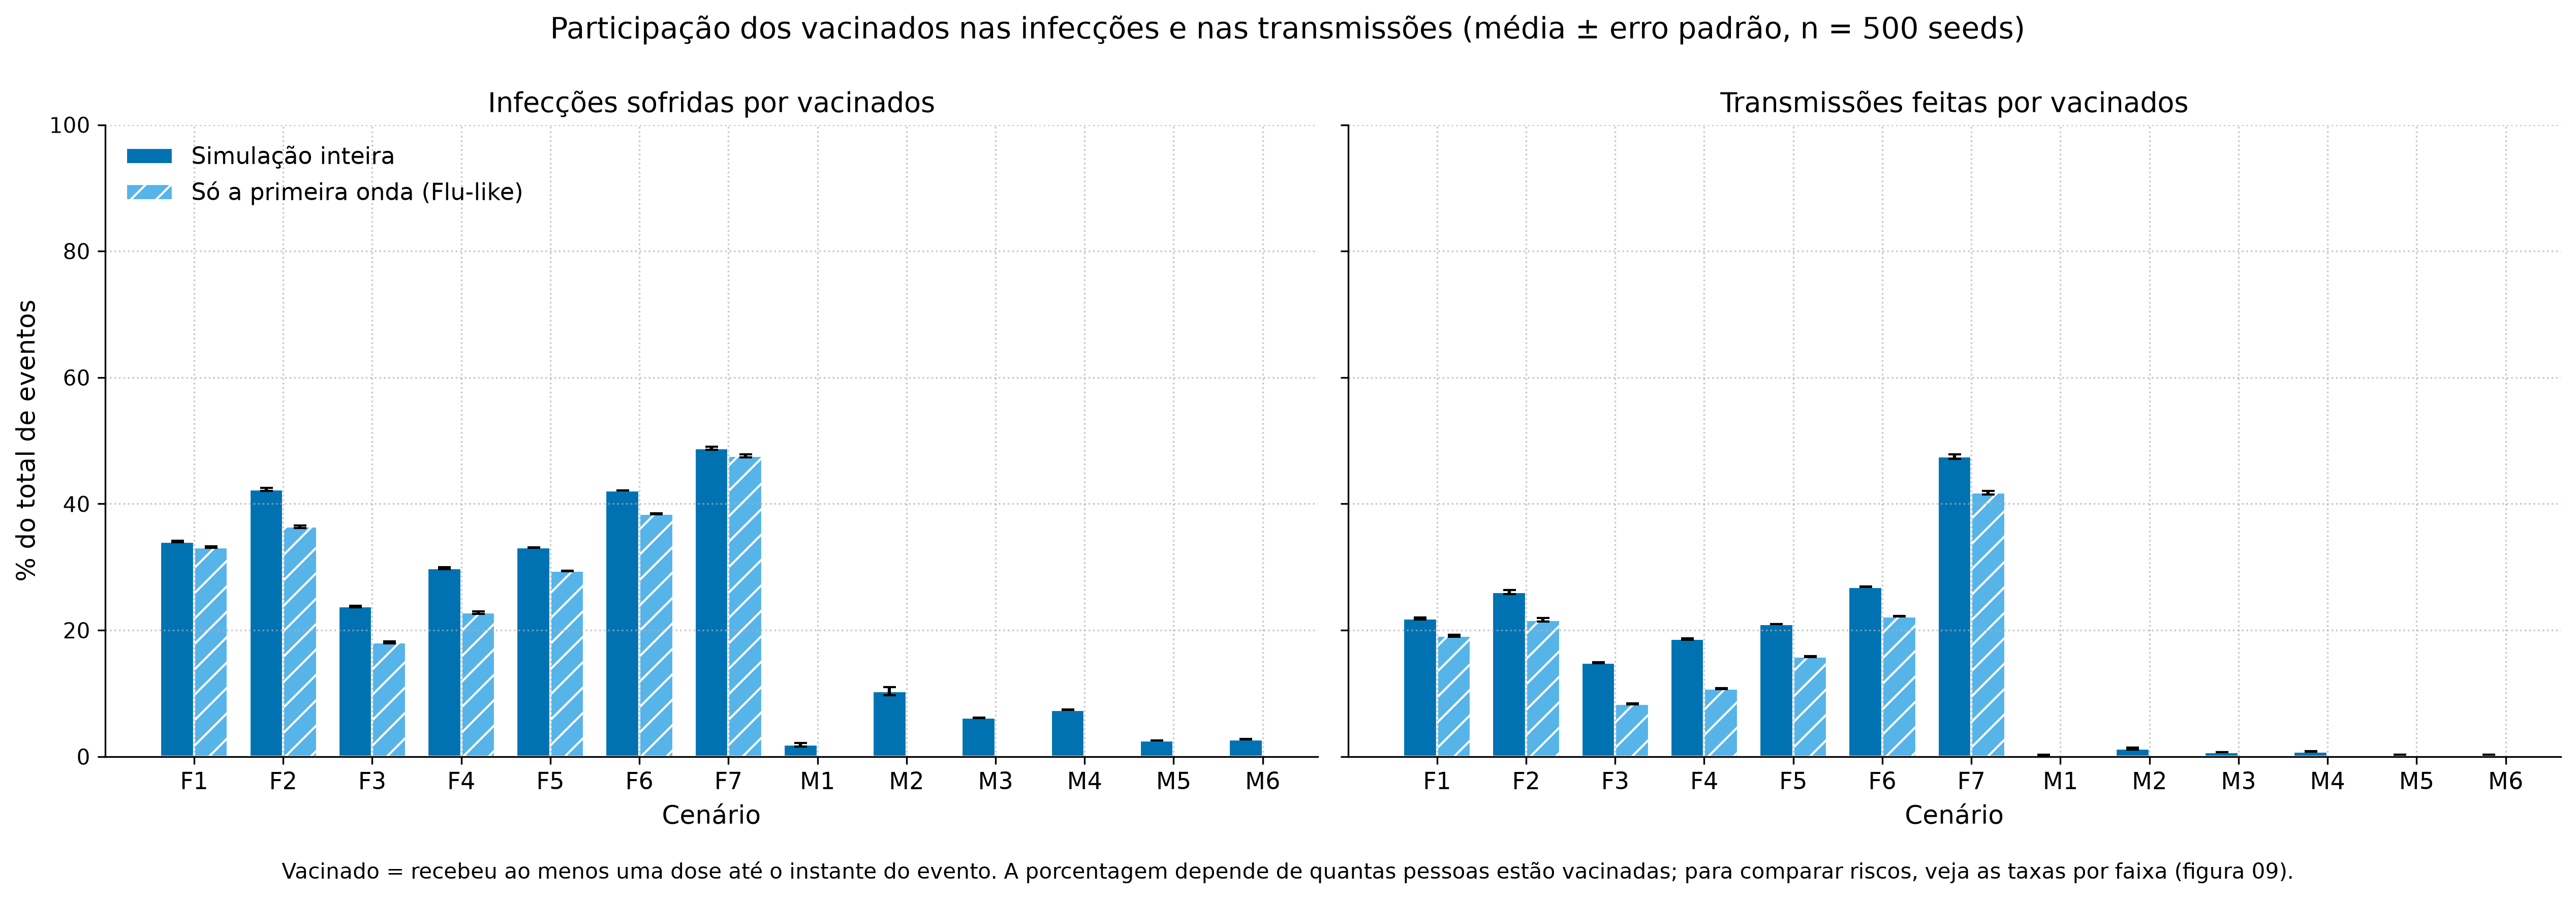 Participação dos vacinados nas infecções e nas transmissões (média ± erro padrão, n = 500 seeds)
Infecções sofridas por vacinados
Simulação inteira
Só a primeira onda (Flu-like)
% do total de eventos
100
80
60
40
20
0
F1 F2 F3 F4 F5 F6 F7 M1 M2 M3 M4 M5 M6
Cenário
Transmissões feitas por vacinados
F1 F2 F3 F4 F5 F6 F7 M1 M2 M3 M4 M5 M6
Cenário
Vacinado = recebeu ao menos uma dose até o instante do evento. A porcentagem depende de quantas pessoas estão vacinadas; para comparar riscos, veja as taxas por faixa (figura 09).